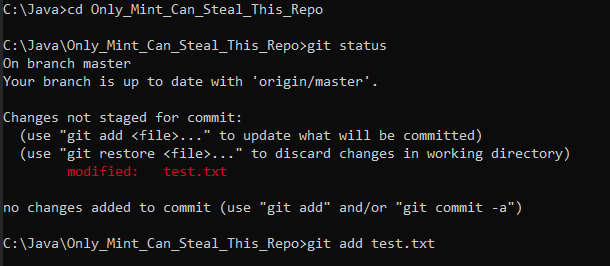 C:\Java>cd Only_Mint_Can_Steal_This_Repo
C:\Java\Only_Mint_Can_Steal_This_Repo>git status
On branch master
Your branch is up to date with 'origin/master'.
Changes not staged for commit:
  (use "git add <file>..." to update what will be committed)
  (use "git restore <file>..." to discard changes in working directory)
        modified:   test.txt
no changes added to commit (use "git add" and/or "git commit -a")
C:\Java\Only_Mint_Can_Steal_This_Repo>git add test.txt